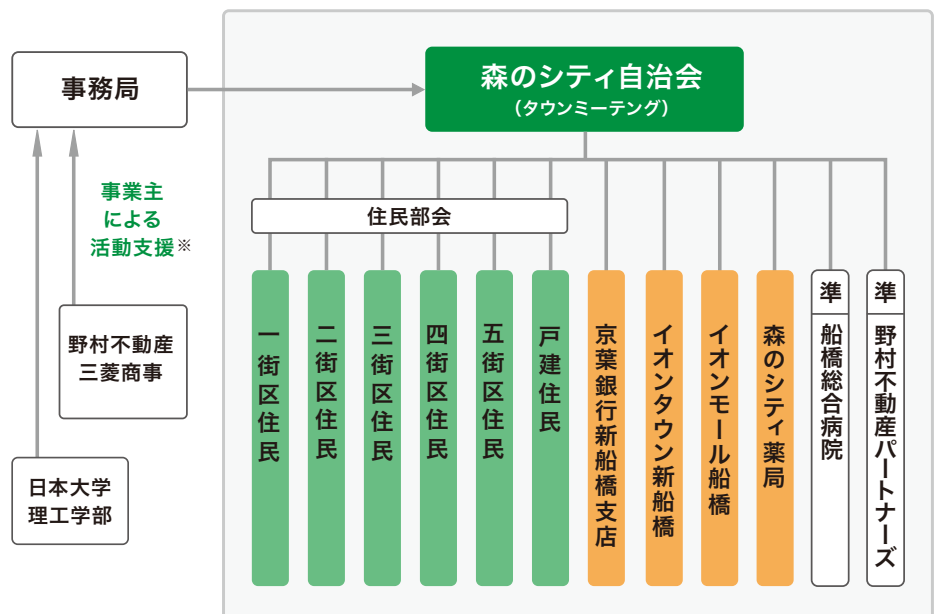 事務局
森のシティ自治会
（タウンミーテング）
事業主
による
活動支援※
住民部会
野村不動産
三菱商事
日本大学
理工学部
一街区住民
二街区住民
三街区住民
四街区住民
五街区住民
戸建住民
京葉銀行新船橋支店
イオンタウン新船橋
イオンモール船橋
森のシティ薬局
準
船橋総合病院
準
野村不動産パートナーズ